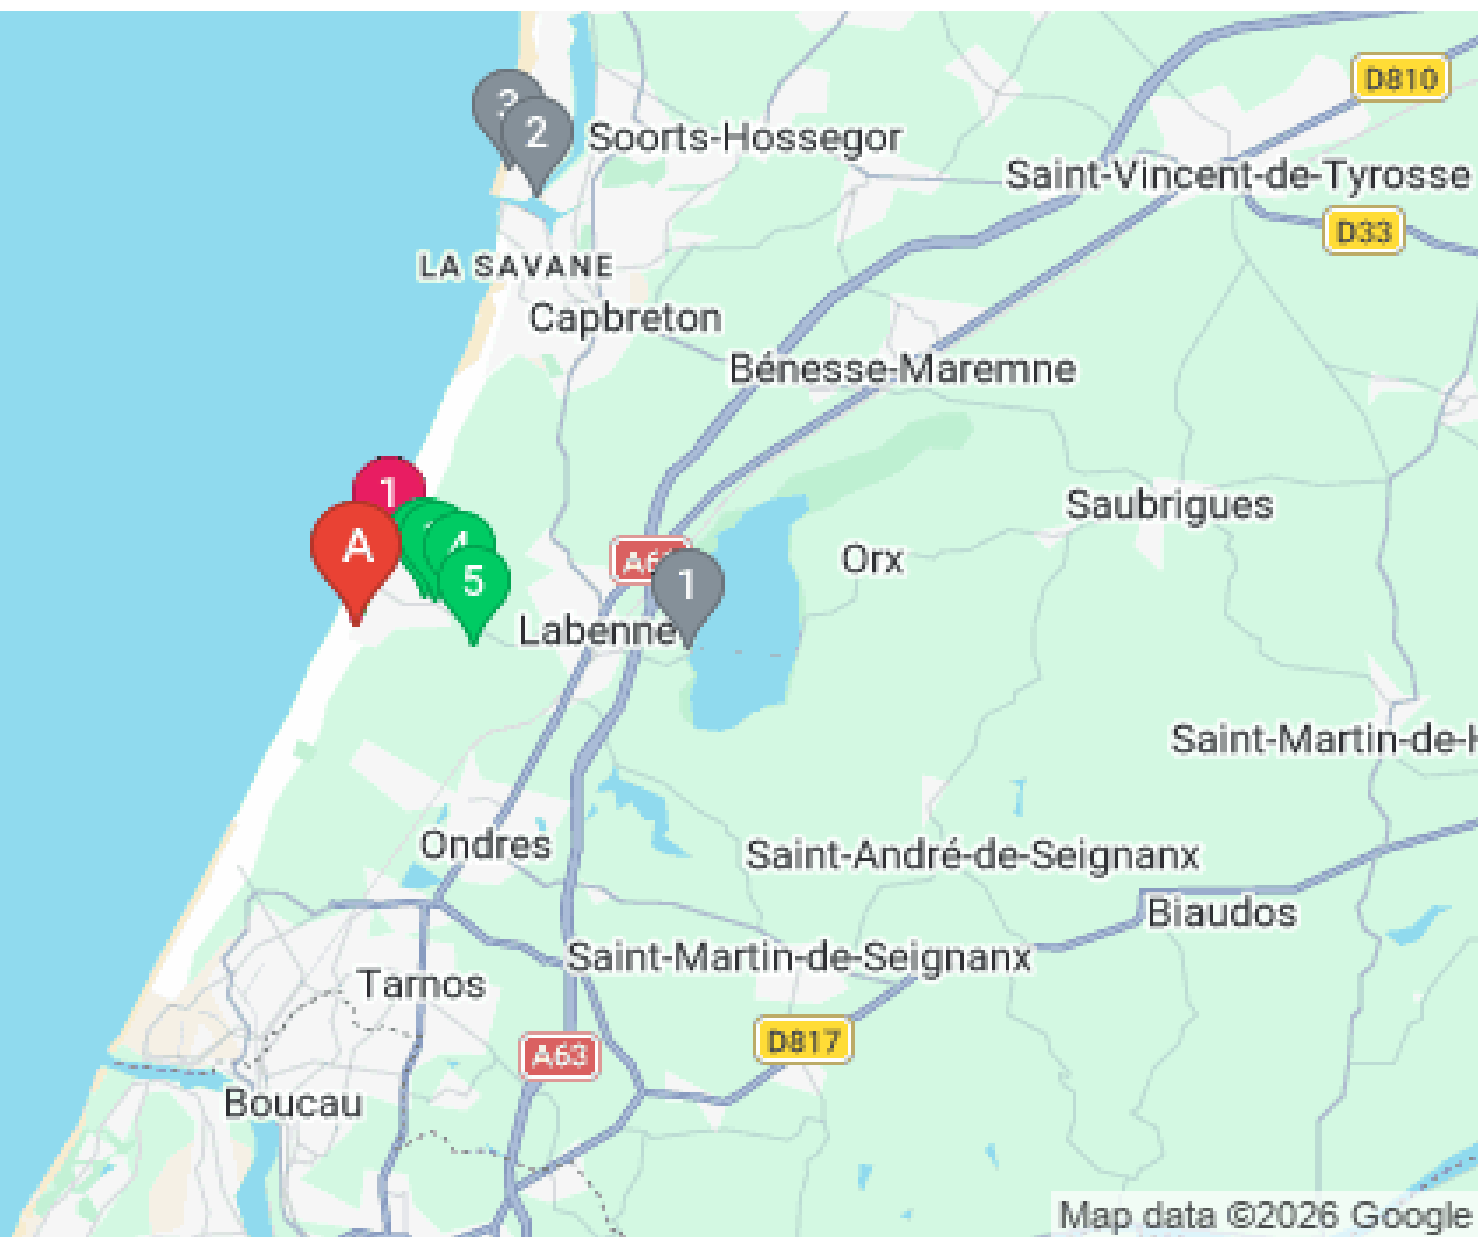 D810
2
Soorts-Hossegor
Saint-Vincent-de-Tyrosse
D33
LA SAVANE
Capbreton
Bénesse-Maremne
1
Saubrigues
A
4
Orx
5
1
Labenne
Saint-Martin-de-H
Ondres
Saint-André-de-Seignanx
Biaudos
Saint-Martin-de-Seignanx
Tarnos
D817
A63
Boucau
Map data ©2026 Google